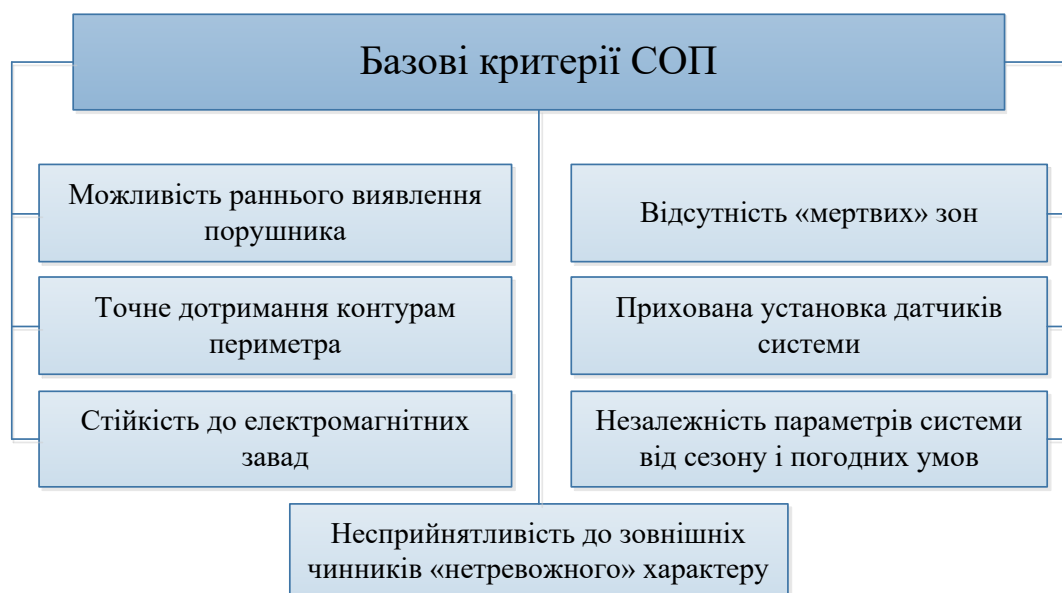 Базові критерії СОП
Можливість раннього виявлення
порушника
Відсутність «мертвих» зон
Точне дотримання контурам
периметра
Прихована установка датчиків
системи
Стійкість до електромагнітних
завад
Незалежність параметрів системи
від сезону і погодних умов
Несприйнятливість до зовнішніх
чинників «нетревожного» характеру